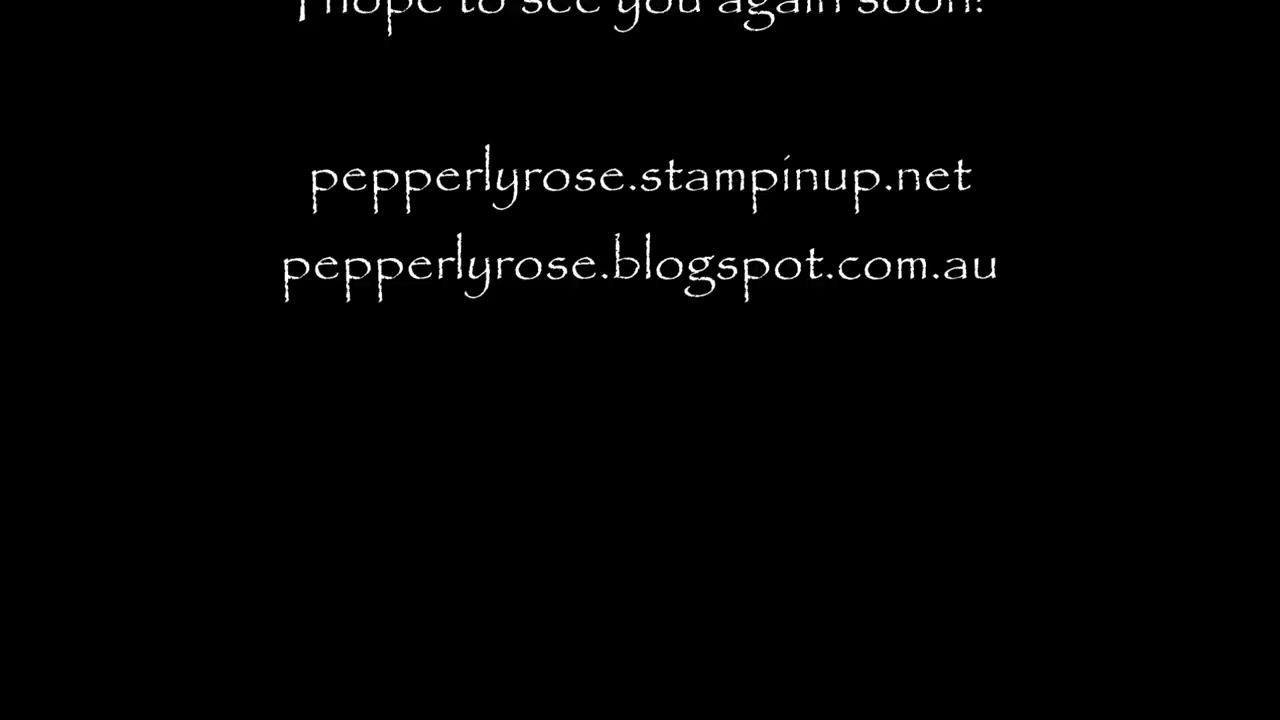 I hope to see you again soon!
pepperlyrose.stampinup.net
pepperlyrose.blogspot.com.au